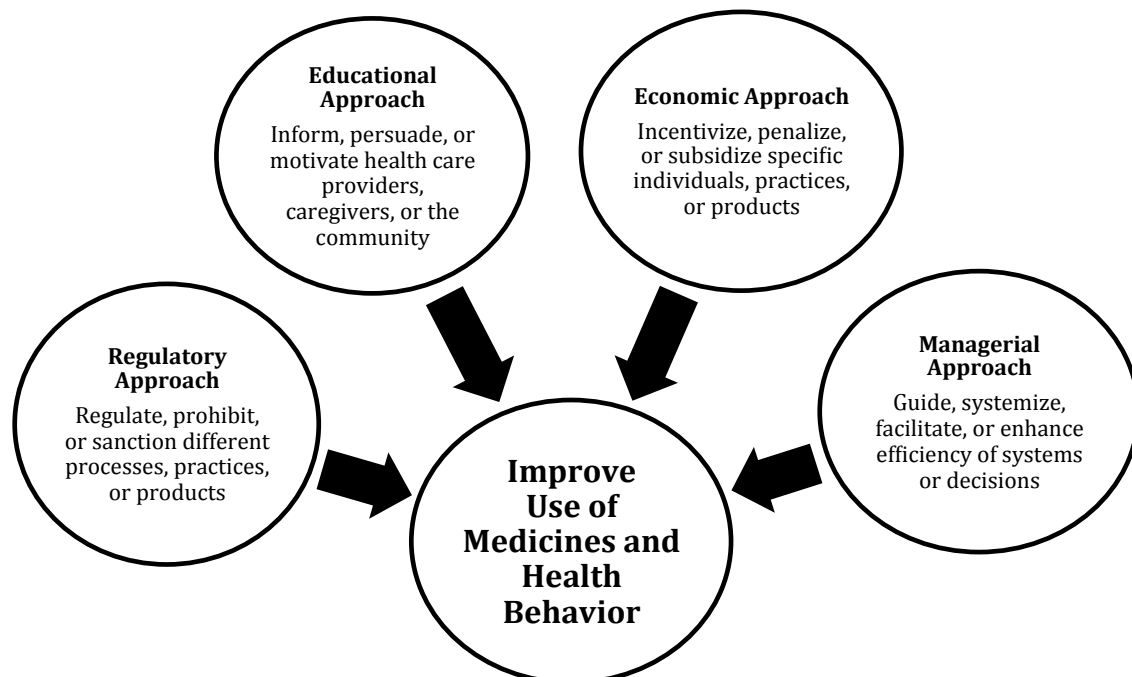 Educational
Approach
Inform, persuade, or
motivate health care
providers,
caregivers, or the
community
Economic Approach
Incentivize, penalize,
or subsidize specific
individuals, practices,
or products
Regulatory
Approach
Regulate, prohibit,
or sanction different
processes, practices,
or products
Managerial
Approach
Guide, systemize,
facilitate, or enhance
efficiency of systems
or decisions
Improve
Use of
Medicines and
Health
Behavior